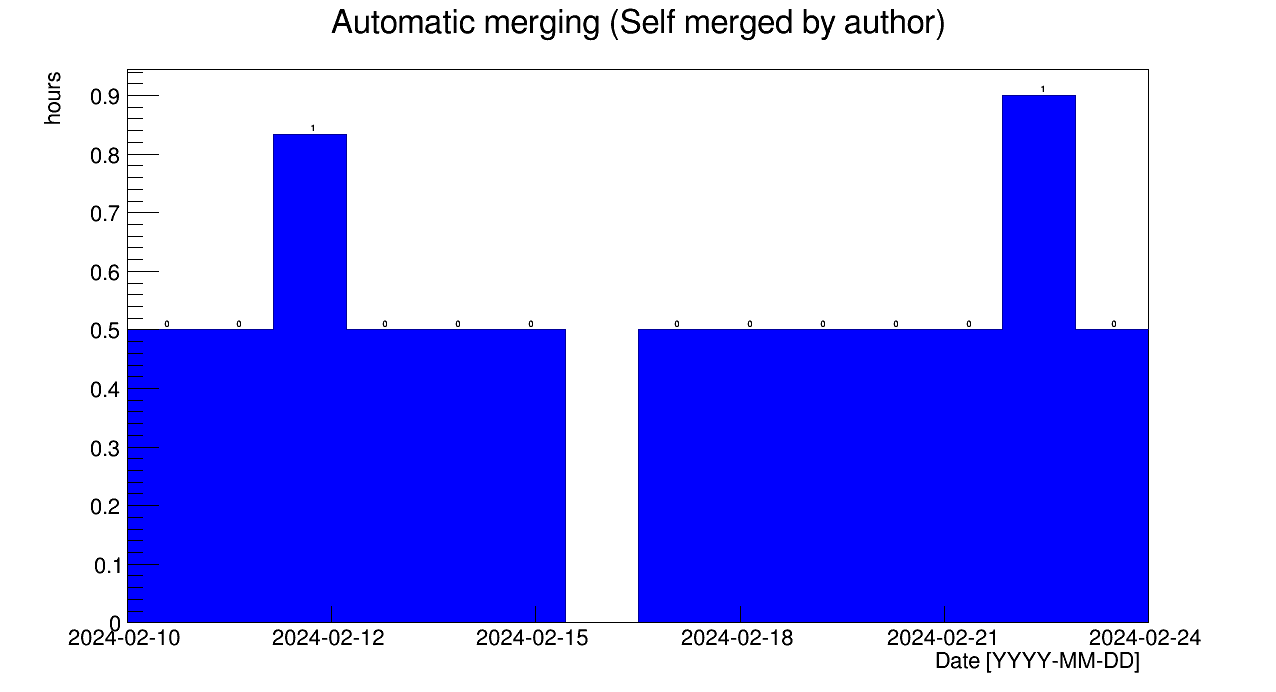 Automatic merging (Self merged by author)
hours
0.9
0.8
0.7
0.6
0.5
0.4
0.3
0.2
0.1
0
1
1
0 0 0 0 0 0 0 0 0 0 0
2024-02-10 2024-02-12 2024-02-15 2024-02-18 2024-02-21 2024-02-24
Date [YYYY-MM-DD]